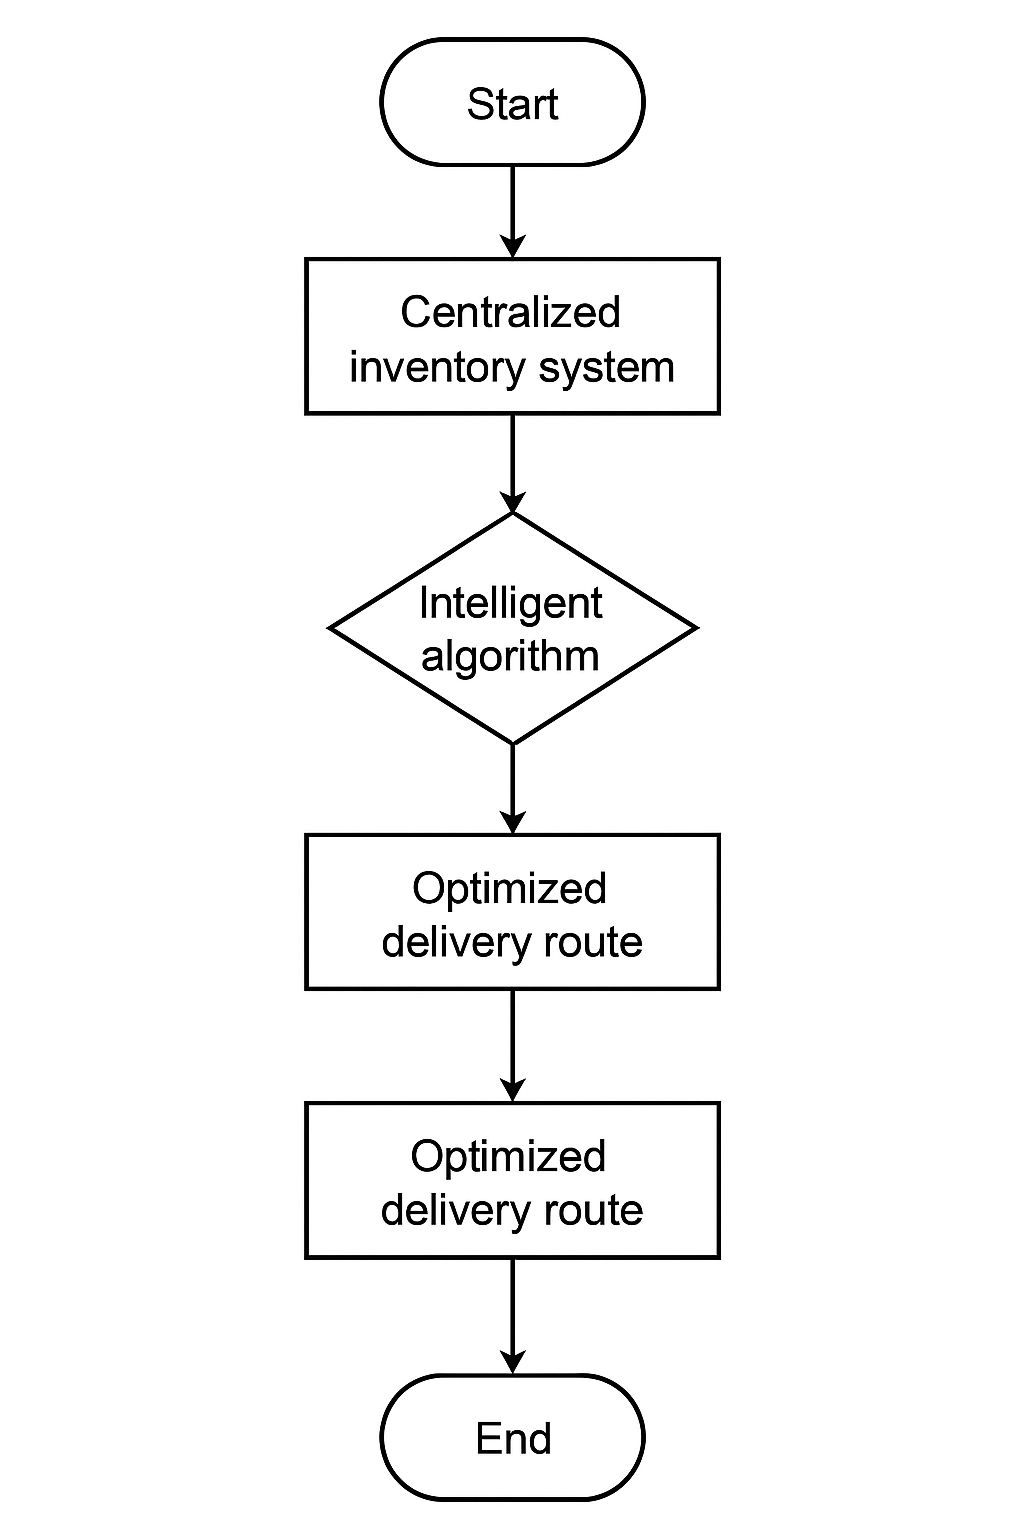 Start
Centralized
inventory system
Intelligent
algorithm
Optimized
delivery route
Optimized
delivery route
End